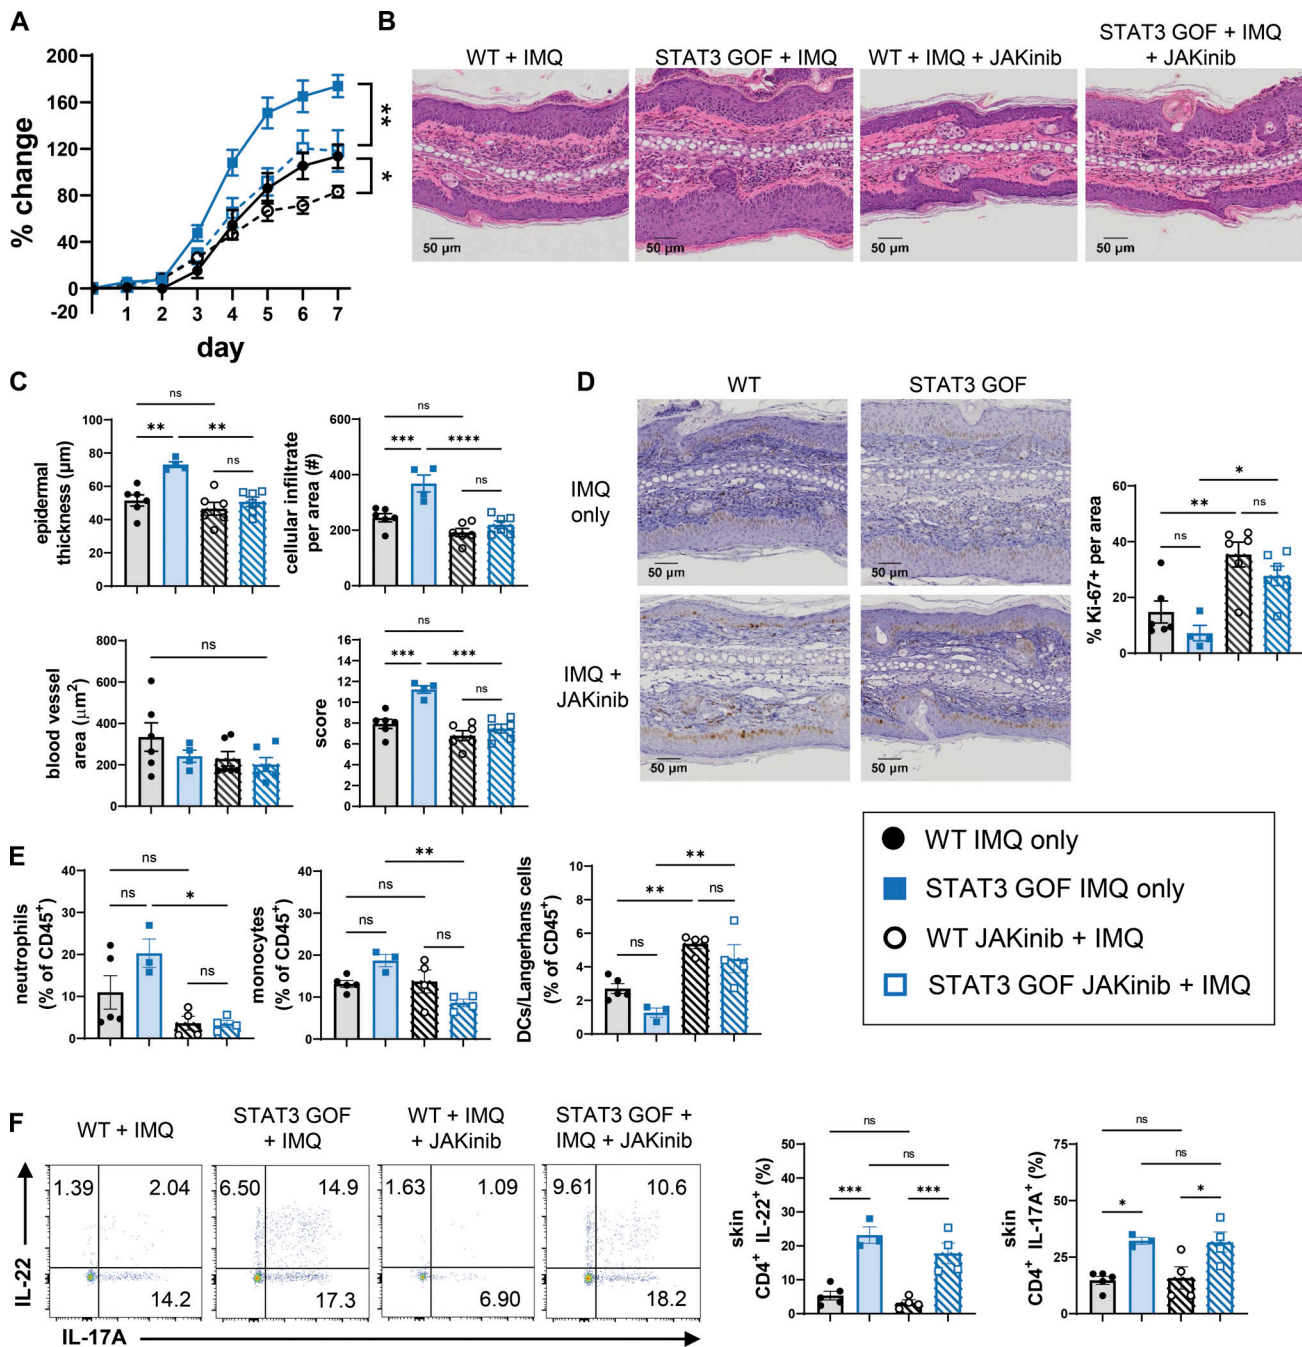 A
200
160
120
80
40
0
-20
% change
1 2 3 4 5 6 7
day
**
*
B
WT + IMQ
STAT3 GOF + IMQ
WT + IMQ + JAKinib
STAT3 GOF + IMQ
+ JAKinib
50 µm
50 µm
50 µm
50 µm
C
epidermal
thickness (µm)
100
80
60
40
20
0
ns
**
**
ns
cellular infiltrate
per area (#)
600
400
200
0
ns
***
****
ns
blood vessel
area (µm²)
800
600
400
200
0
ns
score
16
14
12
10
8
6
4
2
0
ns
***
***
ns
D
WT
STAT3 GOF
IMQ
only
IMQ +
JAKinib
50 µm
50 µm
50 µm
50 µm
% Ki-67+ per area
60
40
20
0
*
**
ns
ns
WT IMQ only
STAT3 GOF IMQ only
WT JAKinib + IMQ
STAT3 GOF JAKinib + IMQ
E
neutrophils
(% of CD45⁺)
40
30
20
10
0
ns
ns
*
ns
monocytes
(% of CD45⁺)
40
30
20
10
0
**
ns
ns
ns
DCs/Langerhans cells
(% of CD45⁺)
10
8
6
4
2
0
**
**
ns
ns
F
WT + IMQ
STAT3 GOF
+ IMQ
WT + IMQ
+ JAKinib
STAT3 GOF +
IMQ + JAKinib
1.39 2.04
14.2
6.50 14.9
17.3
1.63 1.09
6.90
9.61 10.6
18.2
IL-22
IL-17A
skin
CD4⁺ IL-22⁺ (%)
50
40
30
20
10
0
ns
ns
***
***
skin
CD4⁺ IL-17A⁺ (%)
75
50
25
0
ns
ns
*
*